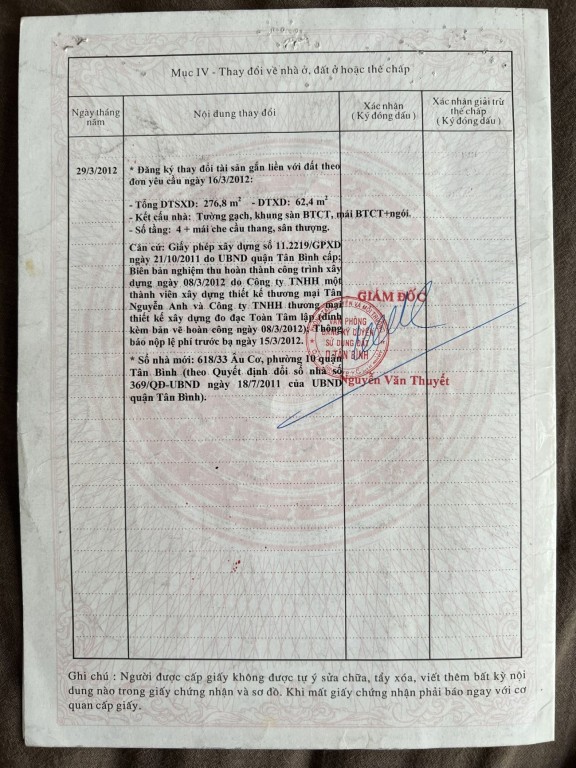 Mục IV - Thay đổi về nhà ở, đất ở hoặc thế chấp
Ngày tháng năm
Nội dung thay đổi
Xác nhận
( Ký đóng dấu )
Xác nhận giải trừ
thế chấp
( Ký đóng dấu )
29/3/2012
* Đăng ký thay đổi tài sản gắn liền với đất theo
đơn yêu cầu ngày 16/3/2012:
- Tổng DTSXD: 276,8 m² - DTXD: 62,4 m²
- Kết cấu nhà: Tường gạch, khung sàn BTCT, mái BTCT+ngói.
- Số tầng: 4 + mái che cầu thang, sân thượng.
Căn cứ: Giấy phép xây dựng số 11.2219/GPXD
ngày 21/10/2011 do UBND quận Tân Bình cấp;
Biên bản nghiệm thu hoàn thành công trình xây
dựng ngày 08/3/2012 do Công ty TNHH một
thành viên xây dựng thiết kế thương mại Tân
Nguyễn Anh và Công ty TNHH thương mại
thiết kế xây dựng đo đạc Toàn Tâm lập (đính
kèm bản vẽ hoàn công ngày 08/3/2012); Thông
báo nộp lệ phí trước bạ ngày 15/3/2012.
* Số nhà mới: 618/33 Âu Cơ, phường 10 quận
Tân Bình (theo Quyết định đổi số nhà số
369/QĐ-UBND ngày 18/7/2011 của UBND
quận Tân Bình).
GIÁM ĐỐC
VĂN PHÒNG
ĐĂNG KÝ QUYỀN
SỬ DỤNG ĐẤT
Q.TÂN BÌNH
Nguyễn Văn Thuyết
Ghi chú : Người được cấp giấy không được tự ý sửa chữa, tẩy xóa, viết thêm bất kỳ nội
dung nào trong giấy chứng nhận và sơ đồ. Khi mất giấy chứng nhận phải báo ngay với cơ
quan cấp giấy.